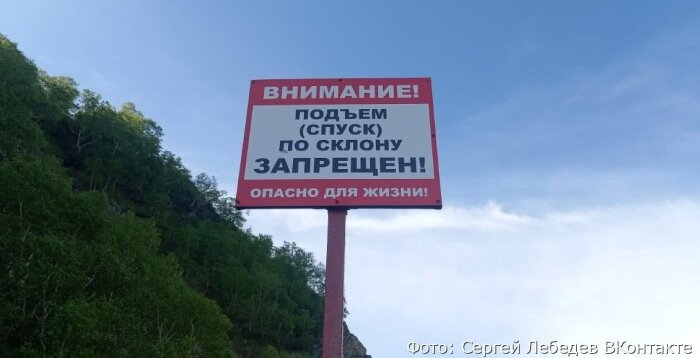 ВНИМАНИЕ!
ПОДЪЕМ
(СПУСК)
ПО СКЛОНУ
ЗАПРЕЩЕН!
ОПАСНО ДЛЯ ЖИЗНИ!
Фото: Сергей Лебедев ВКонтакте